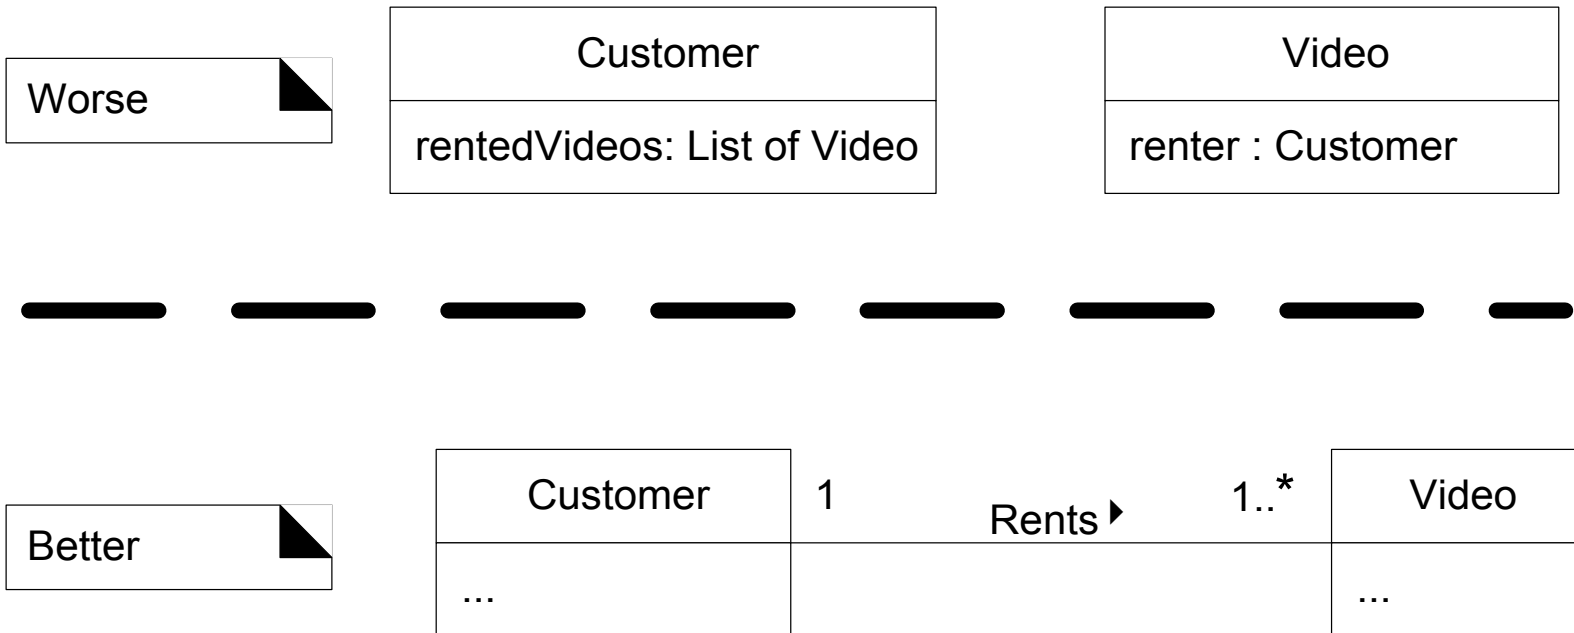 Customer
Video
Worse
rentedVideos: List of Video
renter : Customer
Customer
1
Rents
1..*
Video
Better
...
...